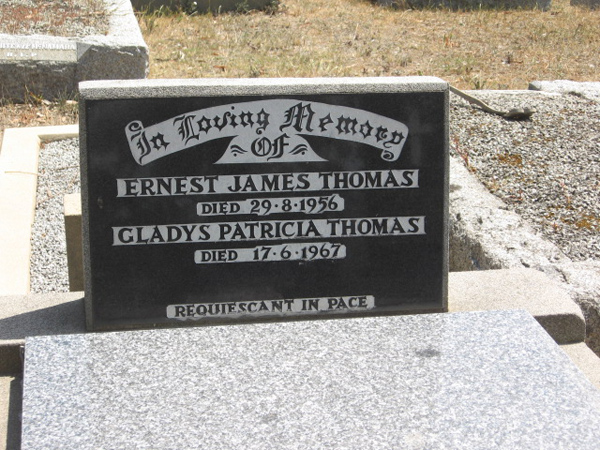 In Loving Memory
OF
ERNEST JAMES THOMAS
DIED 29·8·1956
GLADYS PATRICIA THOMAS
DIED 17·6·1967
REQUIESCANT IN PACE